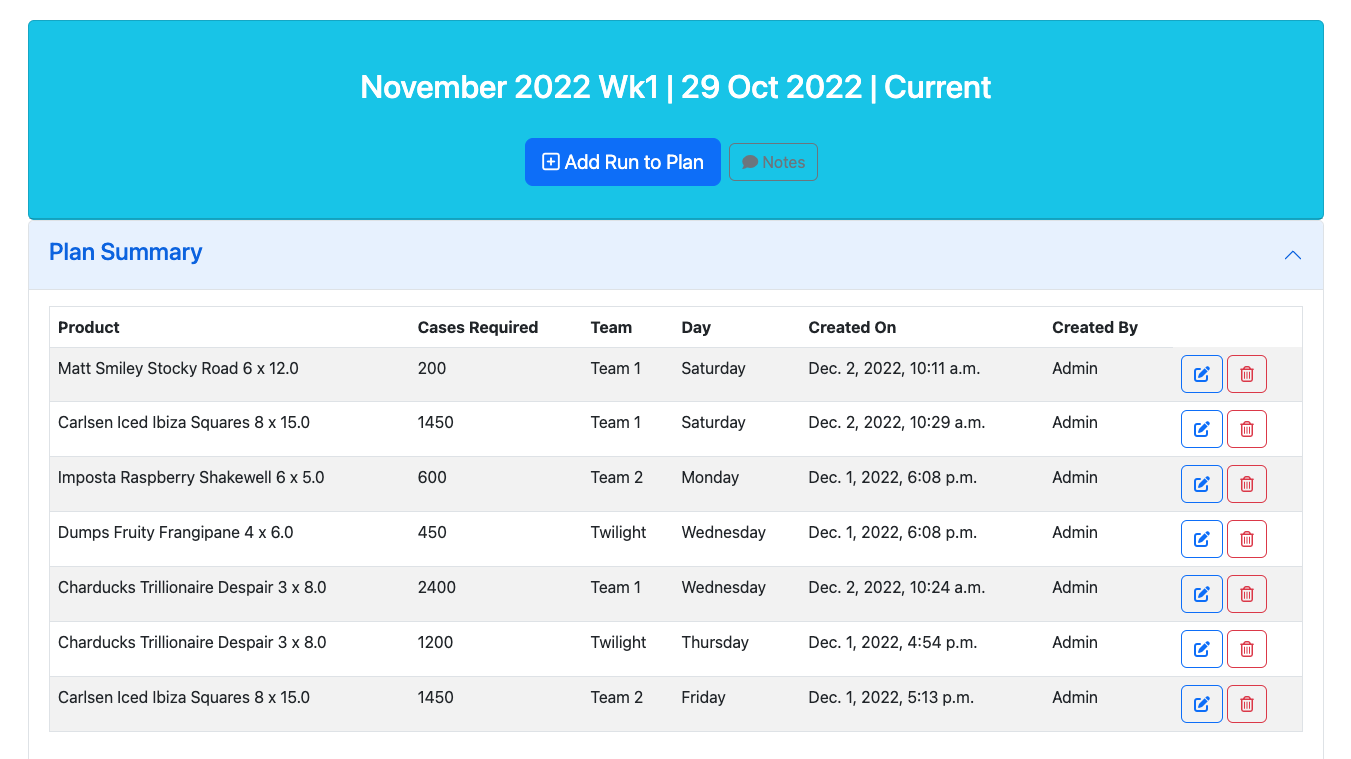 November 2022 Wk1 | 29 Oct 2022 | Current
Add Run to Plan Notes
Plan Summary
Product Cases Required Team Day Created On Created By
Matt Smiley Stocky Road 6 x 12.0 200 Team 1 Saturday Dec. 2, 2022, 10:11 a.m. Admin
Carlsen Iced Ibiza Squares 8 x 15.0 1450 Team 1 Saturday Dec. 2, 2022, 10:29 a.m. Admin
Imposta Raspberry Shakewell 6 x 5.0 600 Team 2 Monday Dec. 1, 2022, 6:08 p.m. Admin
Dumps Fruity Frangipane 4 x 6.0 450 Twilight Wednesday Dec. 1, 2022, 6:08 p.m. Admin
Charducks Trillionaire Despair 3 x 8.0 2400 Team 1 Wednesday Dec. 2, 2022, 10:24 a.m. Admin
Charducks Trillionaire Despair 3 x 8.0 1200 Twilight Thursday Dec. 1, 2022, 4:54 p.m. Admin
Carlsen Iced Ibiza Squares 8 x 15.0 1450 Team 2 Friday Dec. 1, 2022, 5:13 p.m. Admin